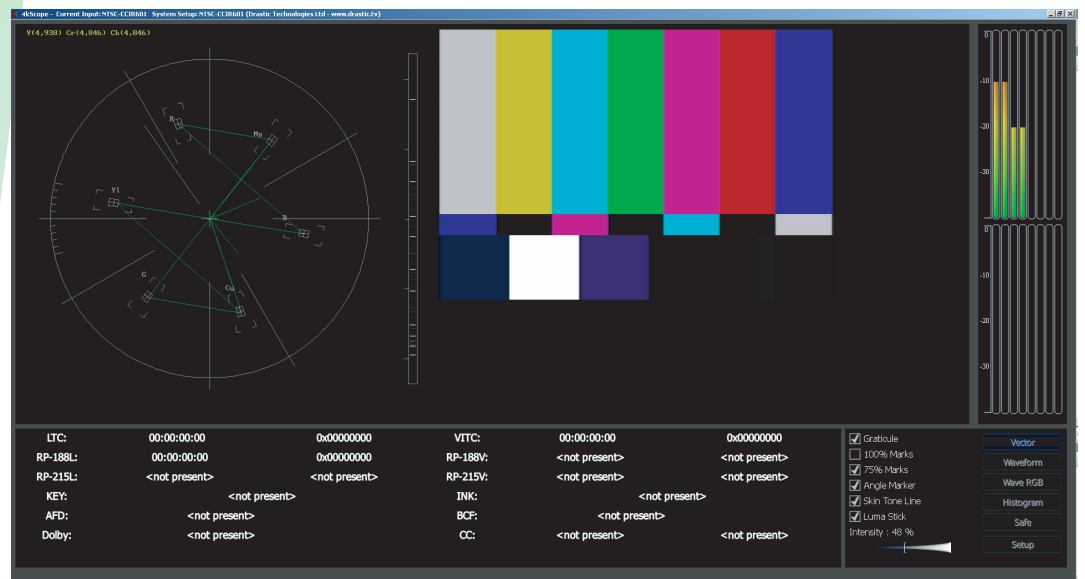 4kScope - Current Input: NTSC-CCIR601 System Setup: NTSC-CCIR601 (Drastic Technologies Ltd - www.drastic.tv)
Y(4,938) Cr(4,846) Cb(4,846)
R
Mg
Yl
B
G
0
-10
-20
-30
0
-10
-20
-30
LTC: 00:00:00:00 0x00000000 VITC: 00:00:00:00 0x00000000
RP-188L: 00:00:00:00 0x00000000 RP-188V: <not present> <not present>
RP-215L: <not present> <not present> RP-215V: <not present> <not present>
KEY: <not present> INK: <not present>
AFD: <not present> BCF: <not present>
Dolby: <not present> CC: <not present> <not present>
Graticule
100% Marks
75% Marks
Angle Marker
Skin Tone Line
Luma Stick
Intensity : 48 %
Vector
Waveform
Wave RGB
Histogram
Safe
Setup